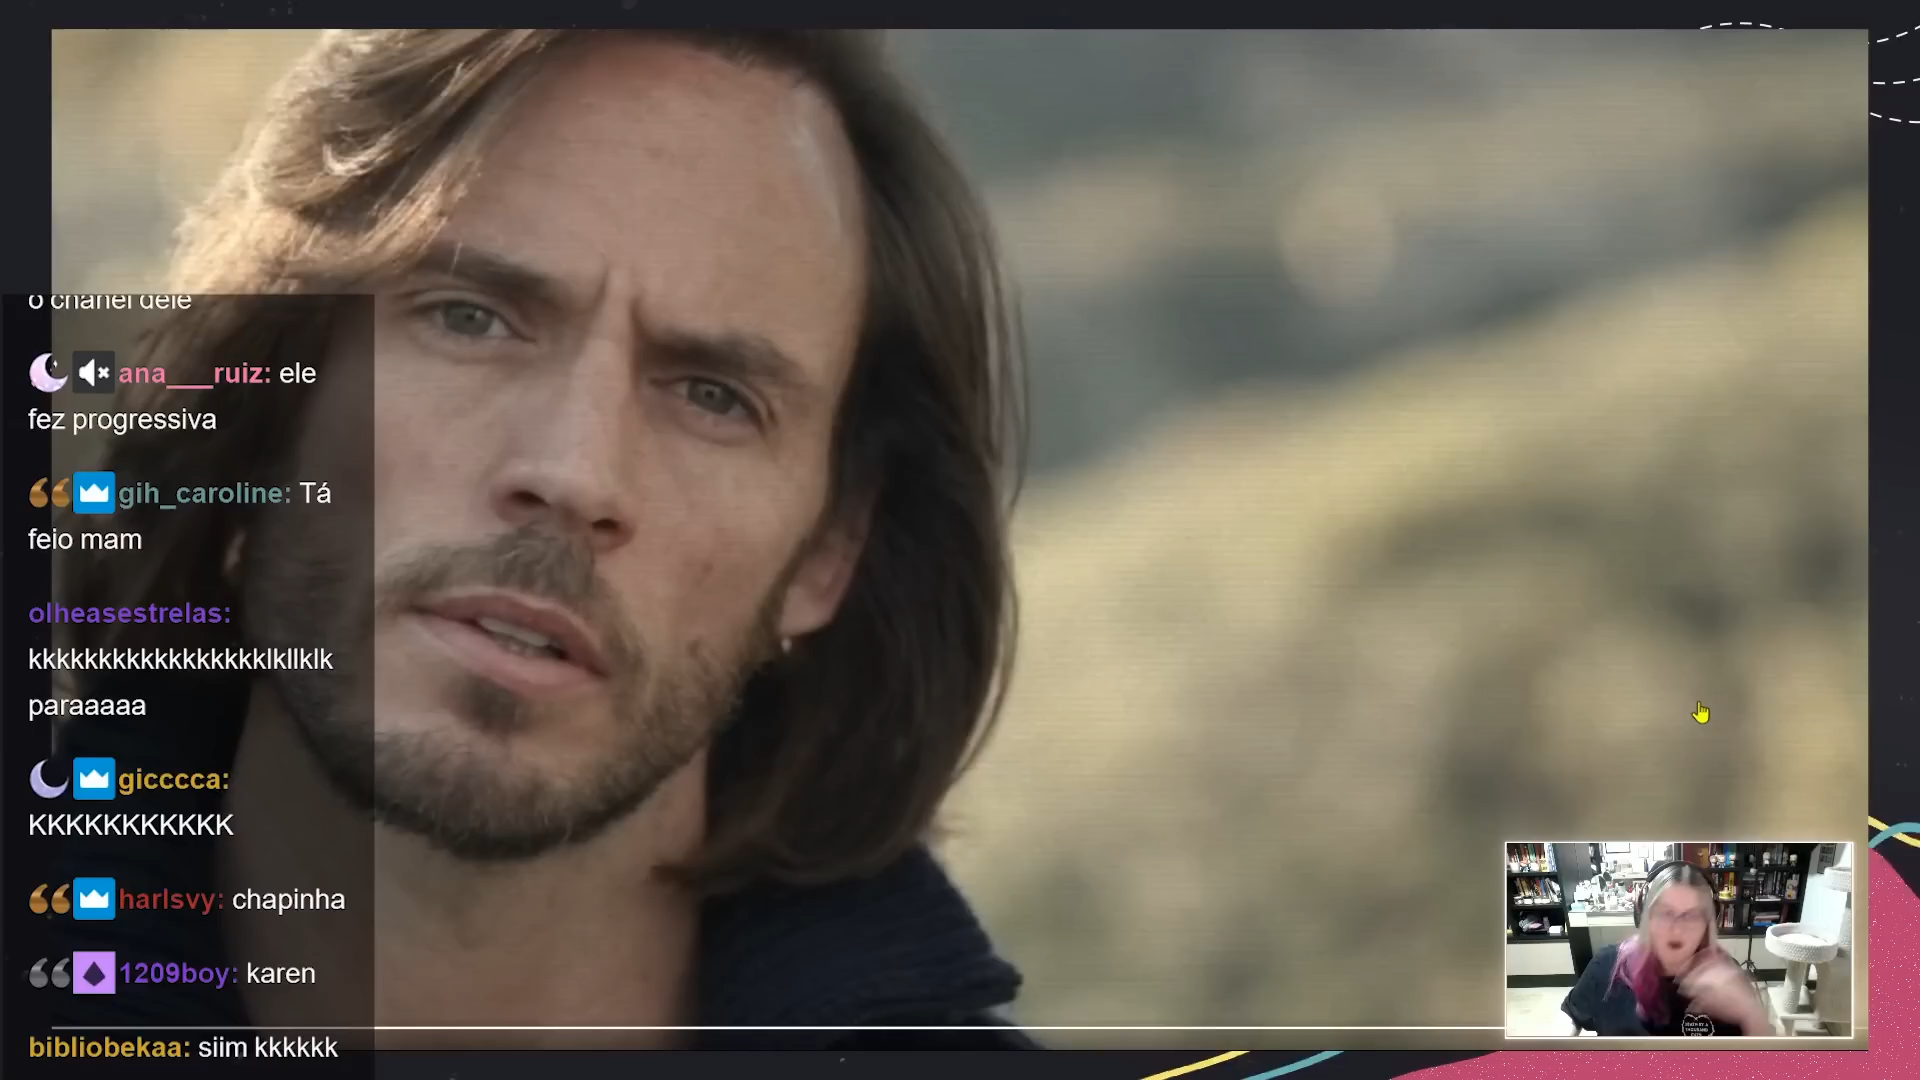 o chanel dele
ana___ruiz: ele
fez progressiva
gih_caroline: Tá
feio mam
olheasestrelas:
kkkkkkkkkkkkkkkkklkllklk
paraaaaa
gicccca:
KKKKKKKKKKK
harlsvy: chapinha
1209boy: karen
bibliobekaa: siim kkkkkk